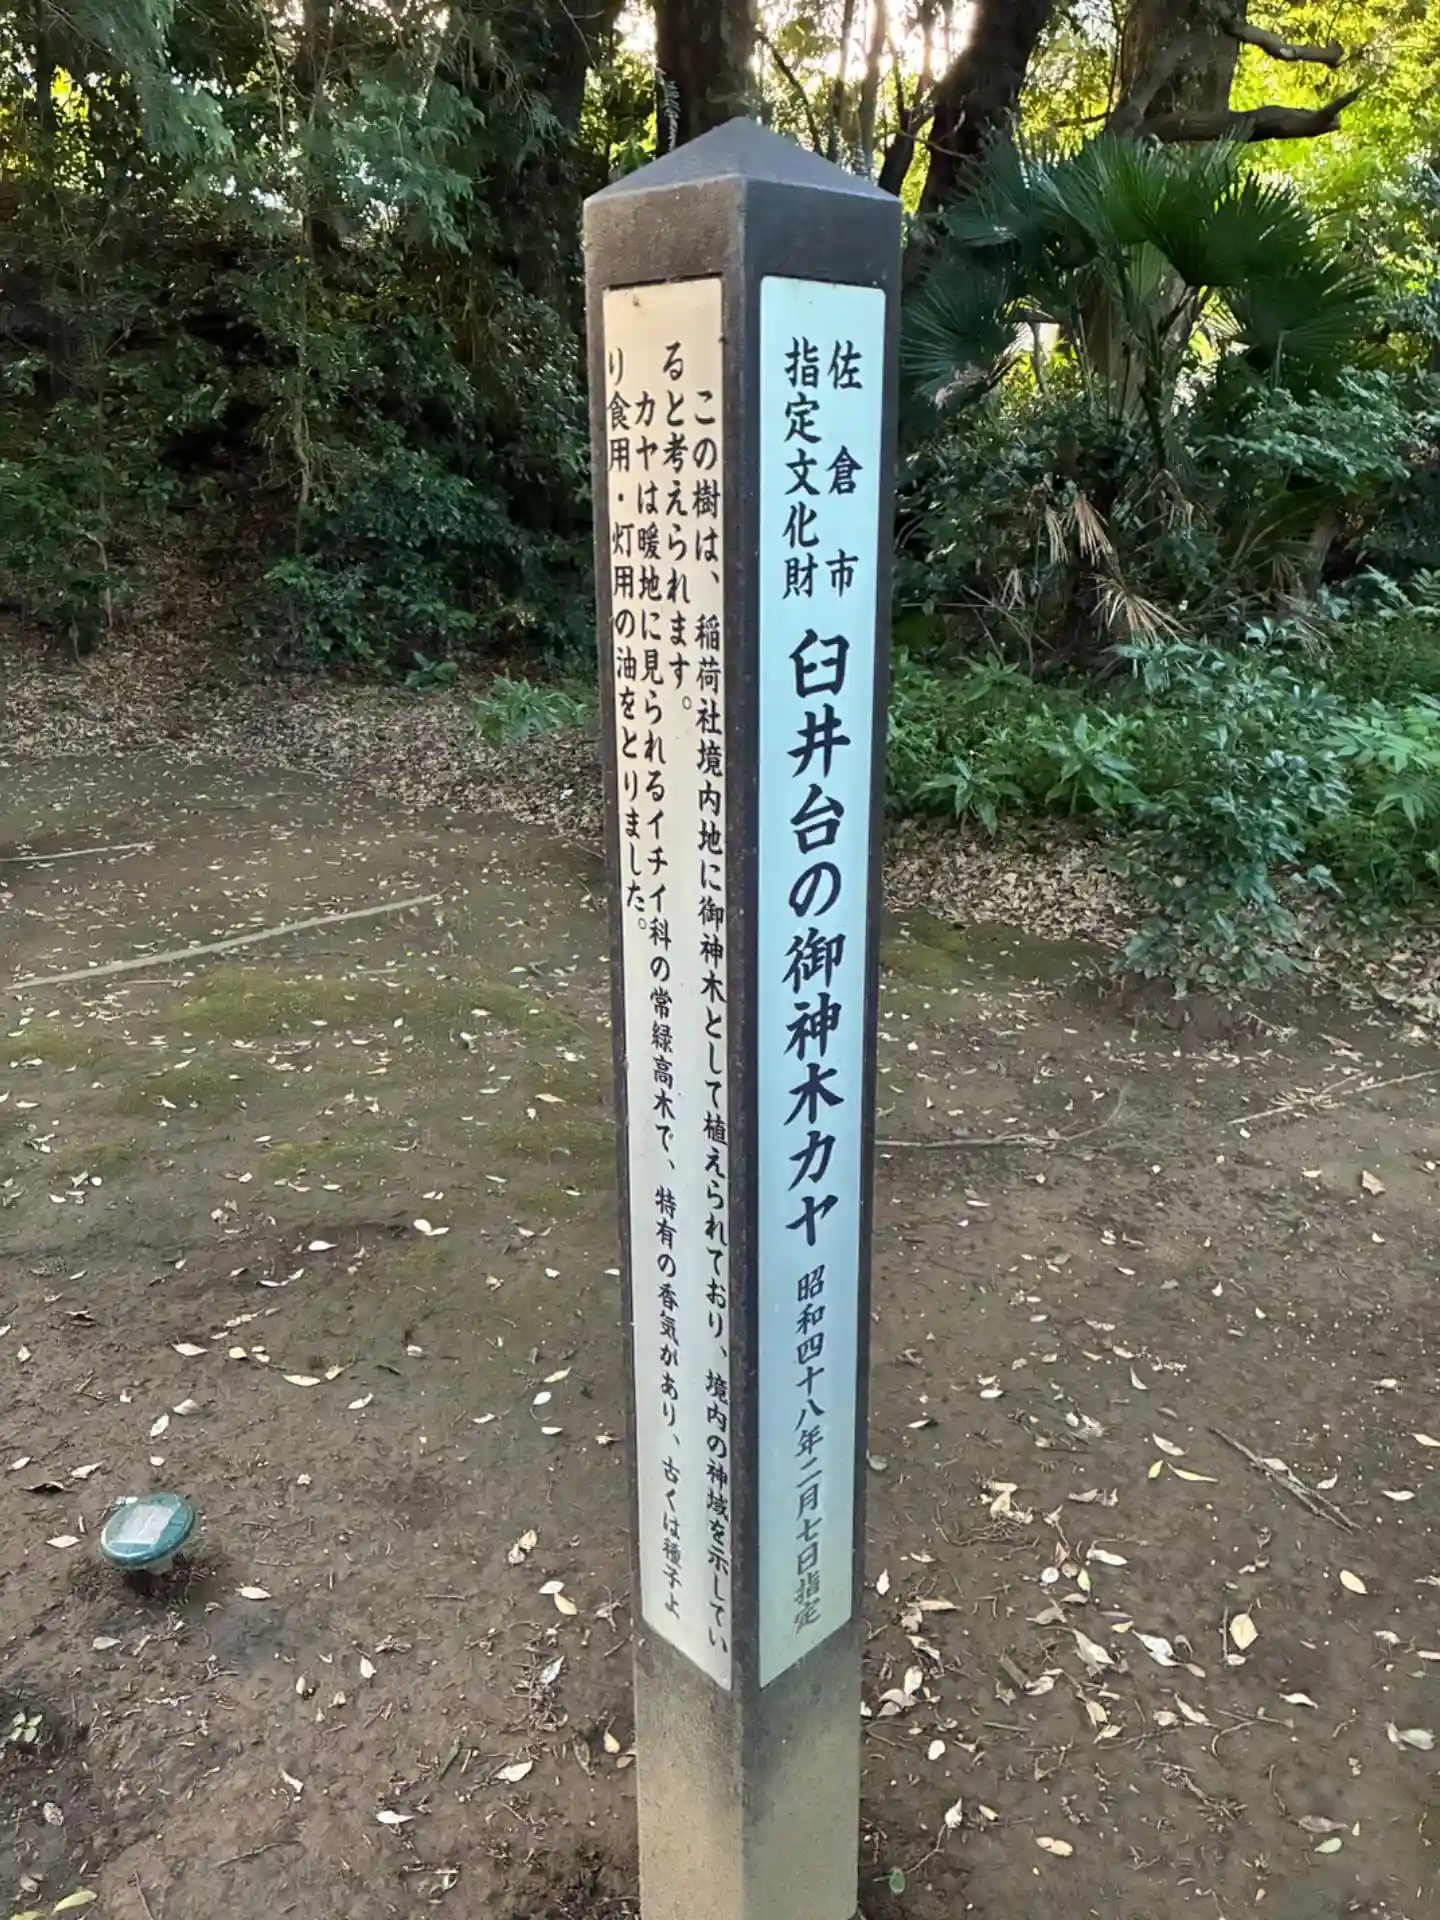 佐倉市
指定文化財
臼井台の御神木カヤ
昭和四十八年二月七日指定
この樹は、稲荷社境内地に御神木として植えられており、境内の神域を示してい
ると考えられます。
カヤは暖地に見られるイチイ科の常緑高木で、特有の香気があり、古くは種子よ
り食用・灯用の油をとりました。